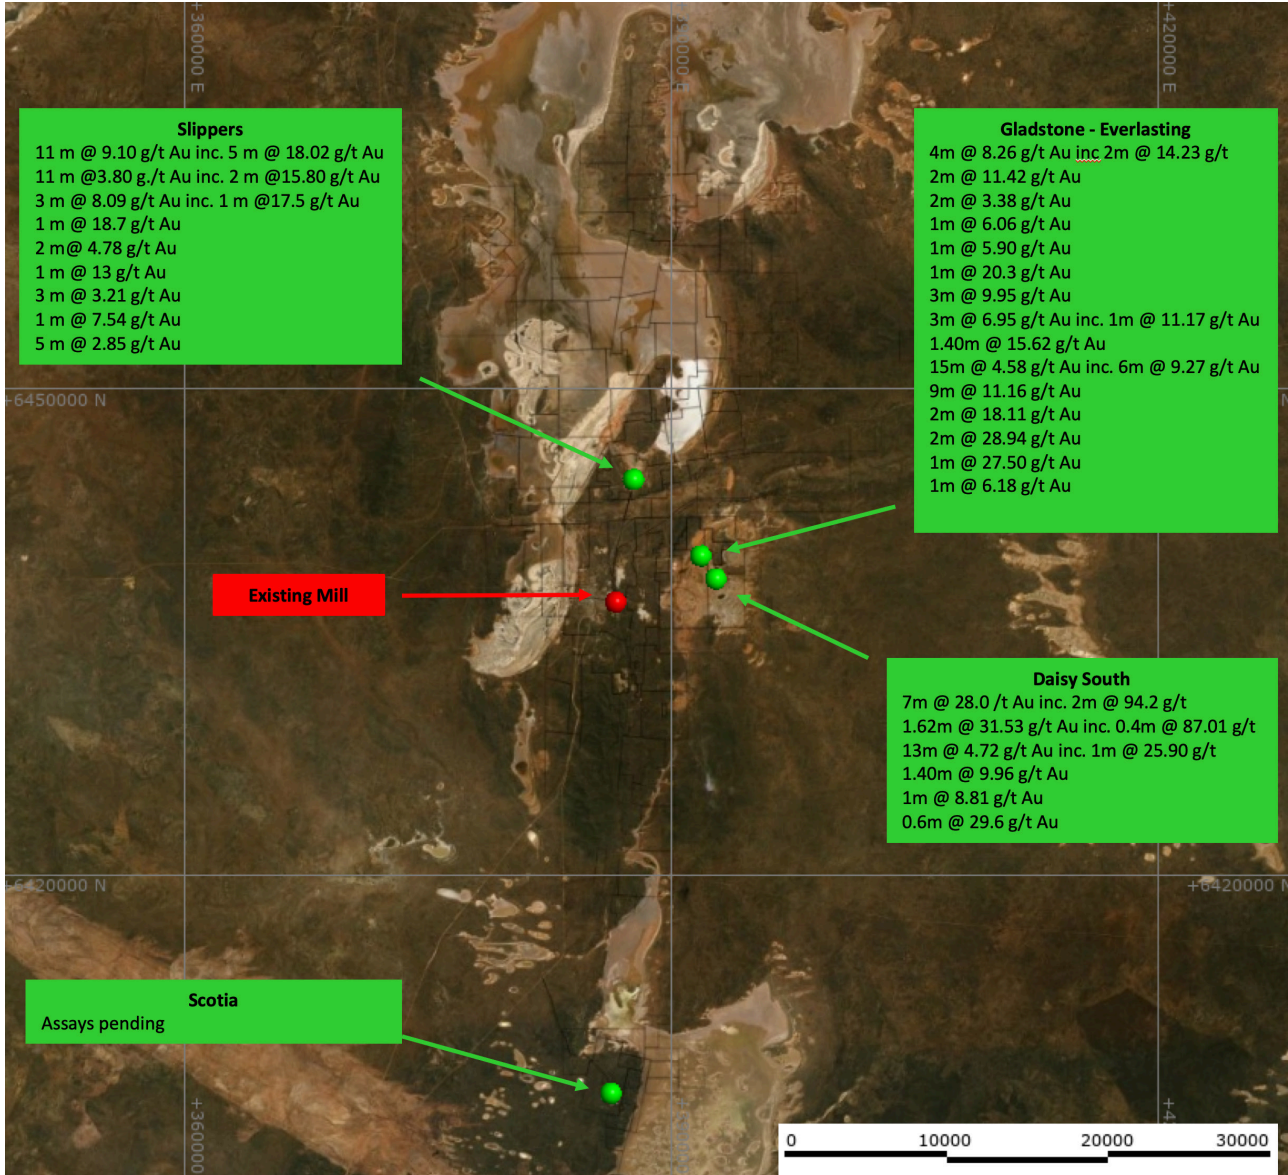 +360000 E
+390000 E
+420000 E
Slippers
11 m @ 9.10 g/t Au inc. 5 m @ 18.02 g/t Au
11 m @3.80 g./t Au inc. 2 m @15.80 g/t Au
3 m @ 8.09 g/t Au inc. 1 m @17.5 g/t Au
1 m @ 18.7 g/t Au
2 m@ 4.78 g/t Au
1 m @ 13 g/t Au
3 m @ 3.21 g/t Au
1 m @ 7.54 g/t Au
5 m @ 2.85 g/t Au
Gladstone - Everlasting
4m @ 8.26 g/t Au inc 2m @ 14.23 g/t
2m @ 11.42 g/t Au
2m @ 3.38 g/t Au
1m @ 6.06 g/t Au
1m @ 5.90 g/t Au
1m @ 20.3 g/t Au
3m @ 9.95 g/t Au
3m @ 6.95 g/t Au inc. 1m @ 11.17 g/t Au
1.40m @ 15.62 g/t Au
15m @ 4.58 g/t Au inc. 6m @ 9.27 g/t Au
9m @ 11.16 g/t Au
2m @ 18.11 g/t Au
2m @ 28.94 g/t Au
1m @ 27.50 g/t Au
1m @ 6.18 g/t Au
+6450000 N
N
Existing Mill
Daisy South
7m @ 28.0 /t Au inc. 2m @ 94.2 g/t
1.62m @ 31.53 g/t Au inc. 0.4m @ 87.01 g/t
13m @ 4.72 g/t Au inc. 1m @ 25.90 g/t
1.40m @ 9.96 g/t Au
1m @ 8.81 g/t Au
0.6m @ 29.6 g/t Au
+6420000 N
+6420000 N
Scotia
Assays pending
+360000
0 10000 20000 30000